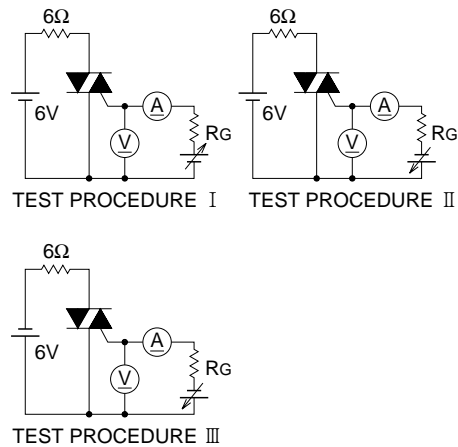 6Ω 6Ω
6V A V RG 6V A V RG
TEST PROCEDURE Ⅰ TEST PROCEDURE Ⅱ
6Ω
6V A V RG
TEST PROCEDURE Ⅲ